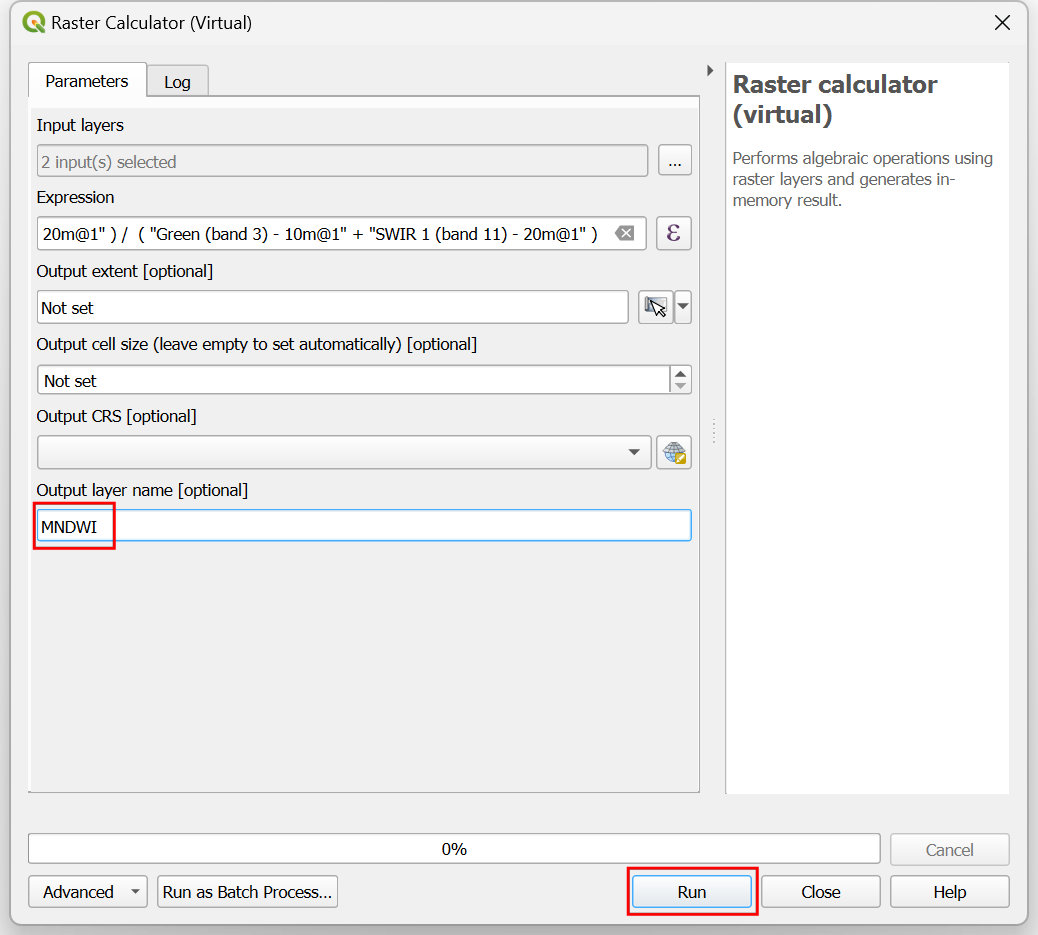 Raster Calculator (Virtual)
Parameters
Log
Input layers
2 input(s) selected
...
Expression
20m@1" ) /  ( "Green (band 3) - 10m@1" + "SWIR 1 (band 11) - 20m@1" )
ε
Output extent [optional]
Not set
Output cell size (leave empty to set automatically) [optional]
Not set
Output CRS [optional]
Output layer name [optional]
MNDWI
Raster calculator
(virtual)
Performs algebraic operations using
raster layers and generates in-
memory result.
0%
Cancel
Advanced
Run as Batch Process...
Run
Close
Help